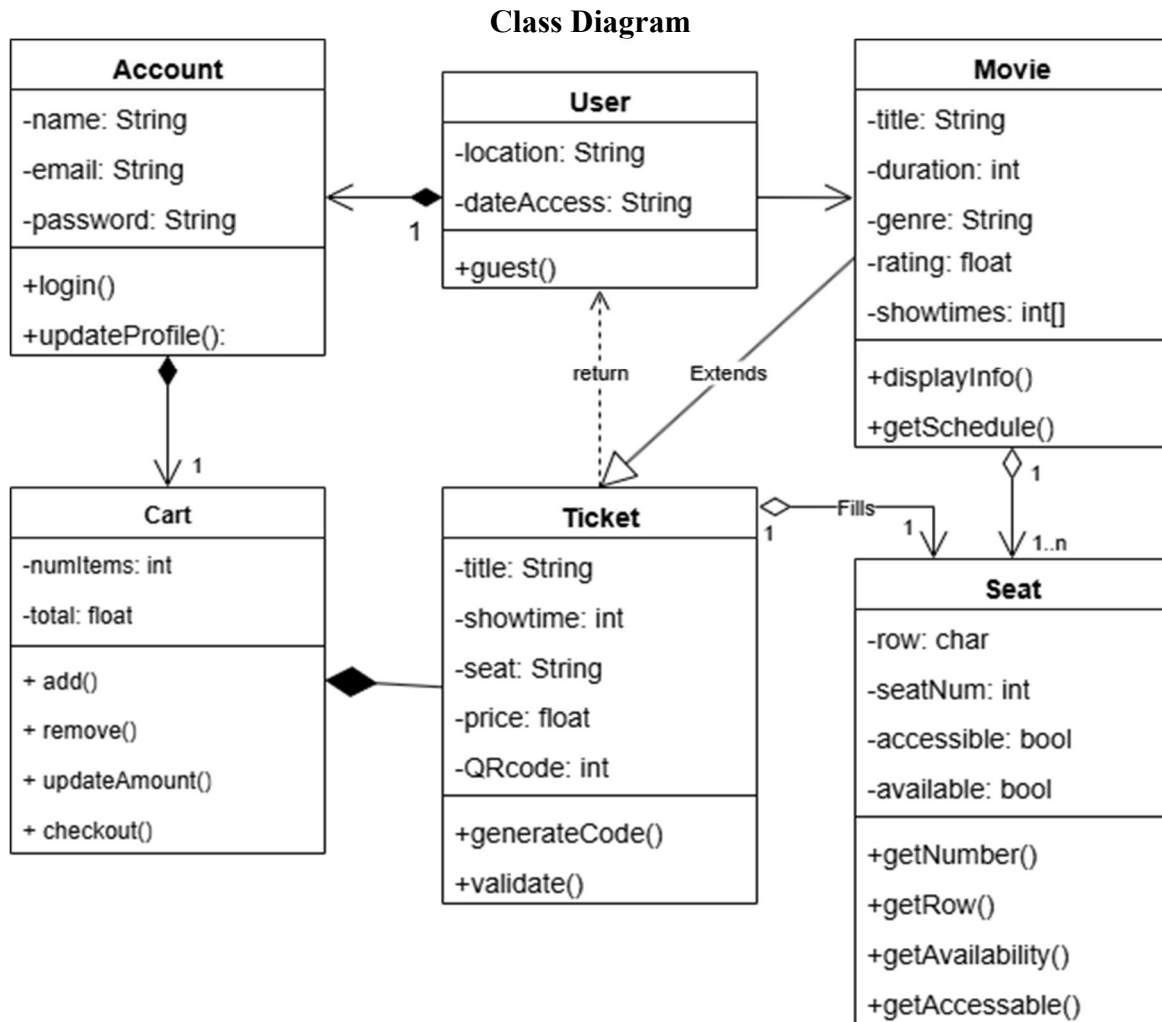 Class Diagram
Account
-name: String
-email: String
-password: String
+login()
+updateProfile():
1
User
-location: String
-dateAccess: String
+guest()
Movie
-title: String
-duration: int
-genre: String
-rating: float
-showtimes: int[]
+displayInfo()
+getSchedule()
return
Extends
1
1
Cart
-numItems: int
-total: float
+ add()
+ remove()
+ updateAmount()
+ checkout()
Ticket
-title: String
-showtime: int
-seat: String
-price: float
-QRcode: int
+generateCode()
+validate()
1
Fills
1
1..n
Seat
-row: char
-seatNum: int
-accessible: bool
-available: bool
+getNumber()
+getRow()
+getAvailability()
+getAccessable()